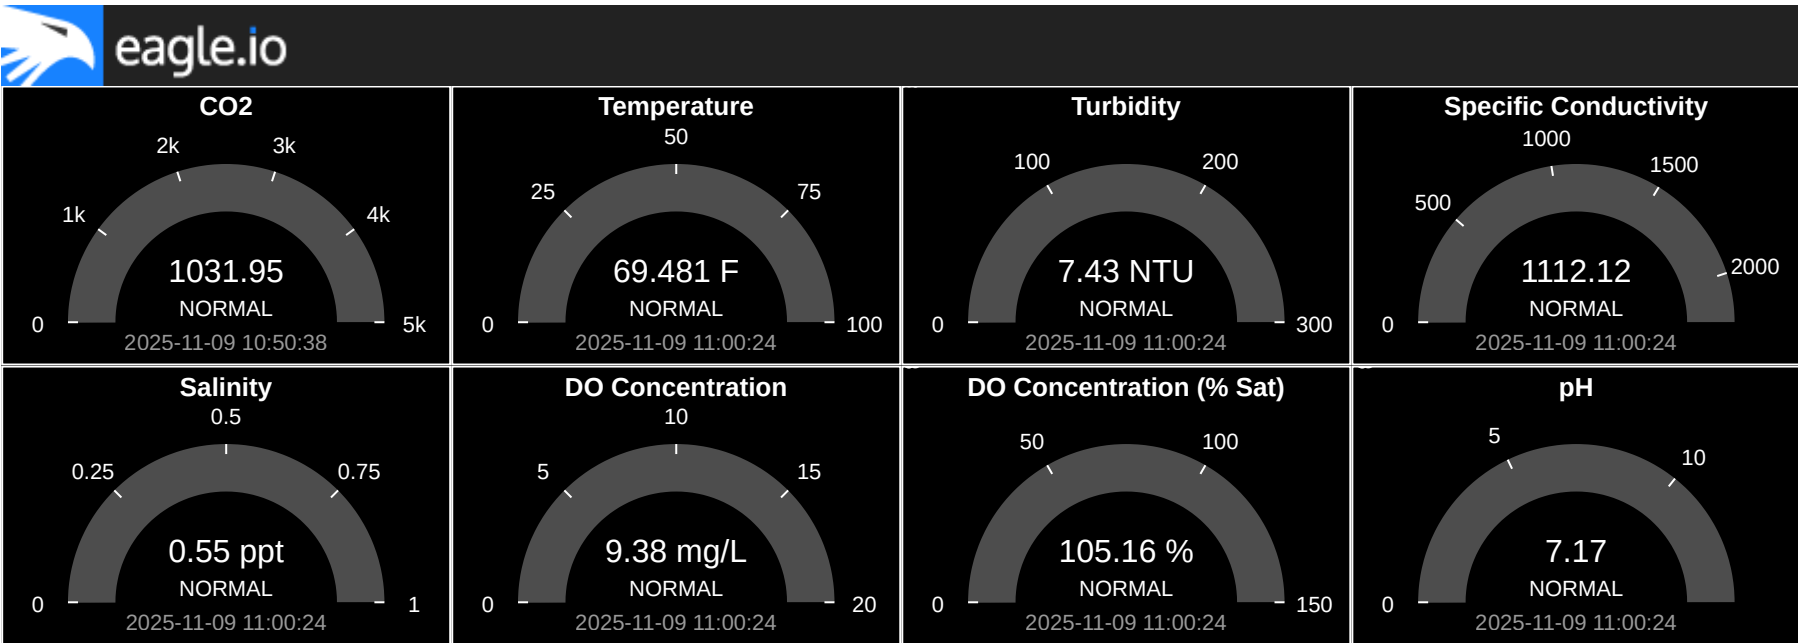 eagle.io
CO2
2k
3k
1k
4k
1031.95
NORMAL
0
5k
2025-11-09 10:50:38
Temperature
50
25
75
69.481 F
NORMAL
0
100
2025-11-09 11:00:24
Turbidity
100
200
7.43 NTU
NORMAL
0
300
2025-11-09 11:00:24
Specific Conductivity
1000
1500
500
2000
1112.12
NORMAL
0
2025-11-09 11:00:24
Salinity
0.5
0.25
0.75
0.55 ppt
NORMAL
0
1
2025-11-09 11:00:24
DO Concentration
10
5
15
9.38 mg/L
NORMAL
0
20
2025-11-09 11:00:24
DO Concentration (% Sat)
50
100
105.16 %
NORMAL
0
150
2025-11-09 11:00:24
pH
5
10
7.17
NORMAL
0
2025-11-09 11:00:24